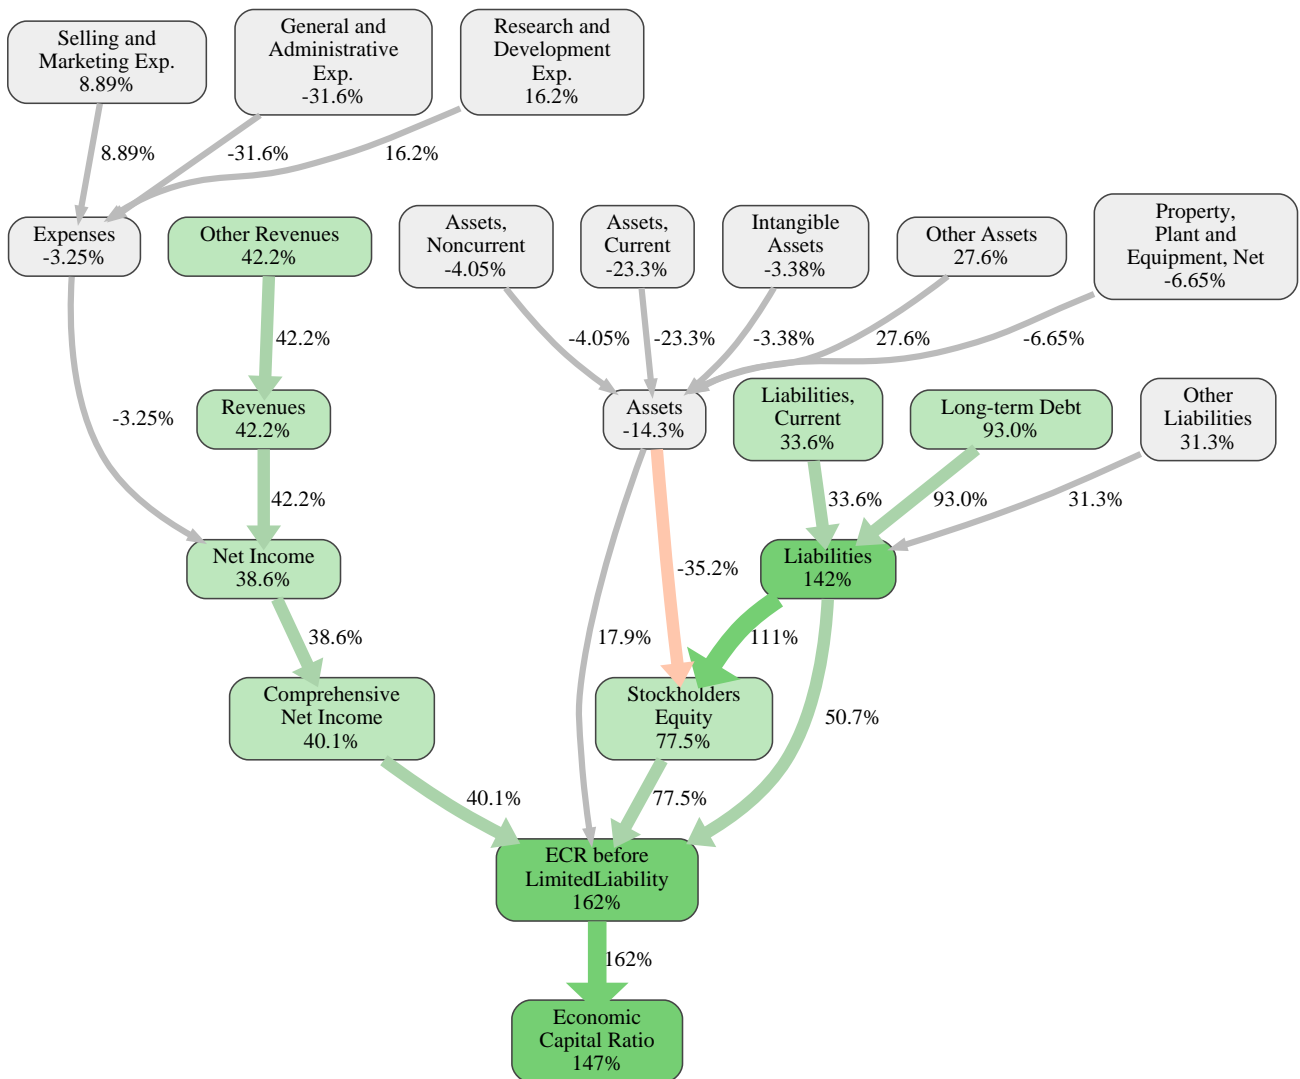 Selling and
Marketing Exp.
8.89%
General and
Administrative
Exp.
-31.6%
Research and
Development
Exp.
16.2%
8.89%
-31.6%
16.2%
Expenses
-3.25%
Other Revenues
42.2%
Assets,
Noncurrent
-4.05%
Assets,
Current
-23.3%
Intangible
Assets
-3.38%
Other Assets
27.6%
Property,
Plant and
Equipment, Net
-6.65%
42.2%
-4.05%
-23.3%
-3.38%
27.6%
-6.65%
Revenues
42.2%
Assets
-14.3%
Liabilities,
Current
33.6%
Long-term Debt
93.0%
Other
Liabilities
31.3%
-3.25%
42.2%
33.6%
93.0%
31.3%
Net Income
38.6%
Liabilities
142%
-35.2%
38.6%
17.9%
111%
Comprehensive
Net Income
40.1%
Stockholders
Equity
77.5%
50.7%
40.1%
77.5%
ECR before
LimitedLiability
162%
162%
Economic
Capital Ratio
147%